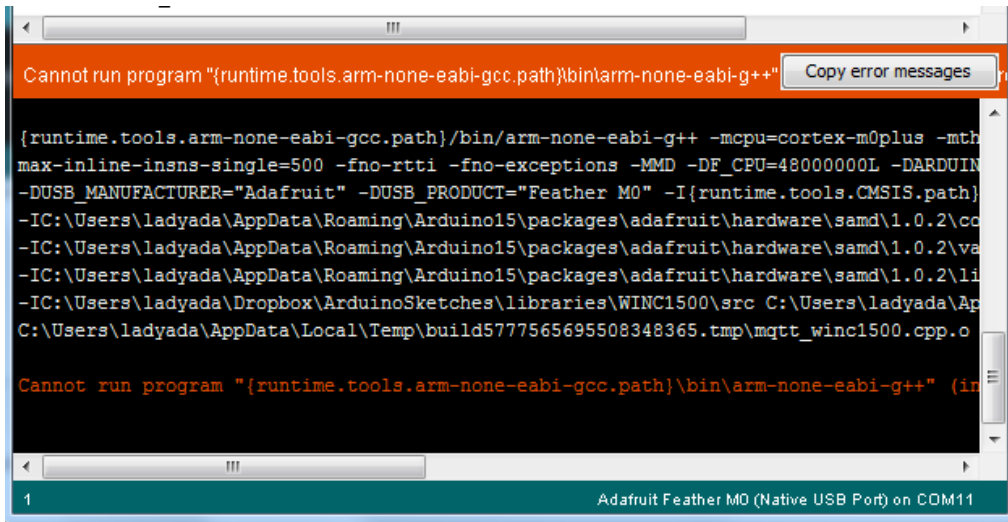 Cannot run program "{runtime.tools.arm-none-eabi-gcc.path}\bin\arm-none-eabi-g++"
Copy error messages
{runtime.tools.arm-none-eabi-gcc.path}/bin/arm-none-eabi-g++ -mcpu=cortex-m0plus -mth
max-inline-insns-single=500 -fno-rtti -fno-exceptions -MMD -DF_CPU=48000000L -DARDUIN
-DUSB_MANUFACTURER="Adafruit" -DUSB_PRODUCT="Feather M0" -I{runtime.tools.CMSIS.path}
-IC:\Users\ladyada\AppData\Roaming\Arduino15\packages\adafruit\hardware\samd\1.0.2\co
-IC:\Users\ladyada\AppData\Roaming\Arduino15\packages\adafruit\hardware\samd\1.0.2\va
-IC:\Users\ladyada\AppData\Roaming\Arduino15\packages\adafruit\hardware\samd\1.0.2\li
-IC:\Users\ladyada\Dropbox\ArduinoSketches\libraries\WINC1500\src C:\Users\ladyada\Ap
C:\Users\ladyada\AppData\Local\Temp\build5777565695508348365.tmp\mqtt_winc1500.cpp.o
Cannot run program "{runtime.tools.arm-none-eabi-gcc.path}\bin\arm-none-eabi-g++" (in
1
Adafruit Feather M0 (Native USB Port) on COM11